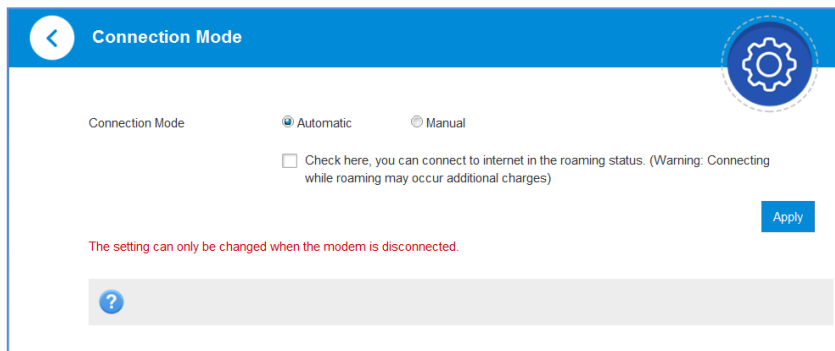 Connection Mode
Connection Mode Automatic Manual
Check here, you can connect to internet in the roaming status. (Warning: Connecting
while roaming may occur additional charges)
Apply
The setting can only be changed when the modem is disconnected.
?